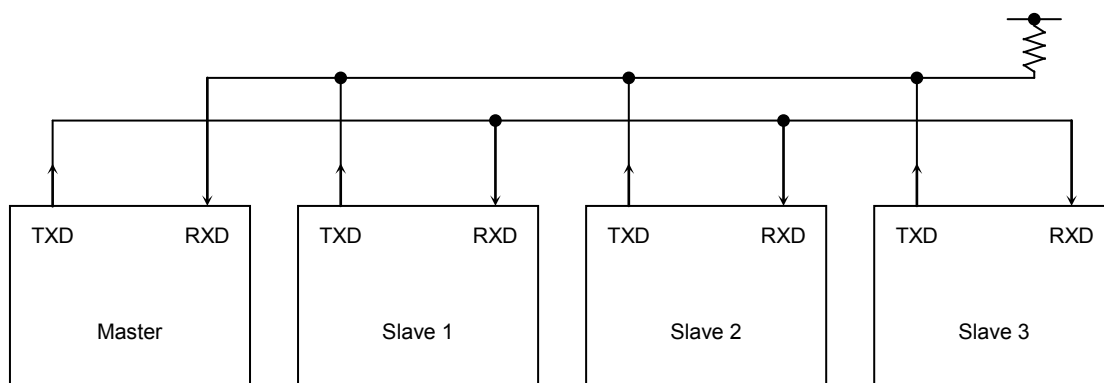 TXD RXD TXD RXD TXD RXD TXD RXD
Master Slave 1 Slave 2 Slave 3